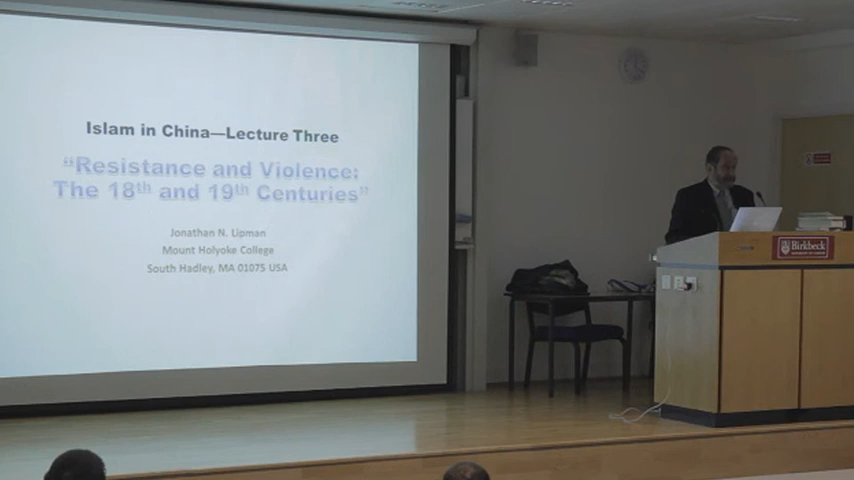 Islam in China—Lecture Three
“Resistance and Violence:
The 18th and 19th Centuries”
Jonathan N. Lipman
Mount Holyoke College
South Hadley, MA 01075 USA
Birkbeck